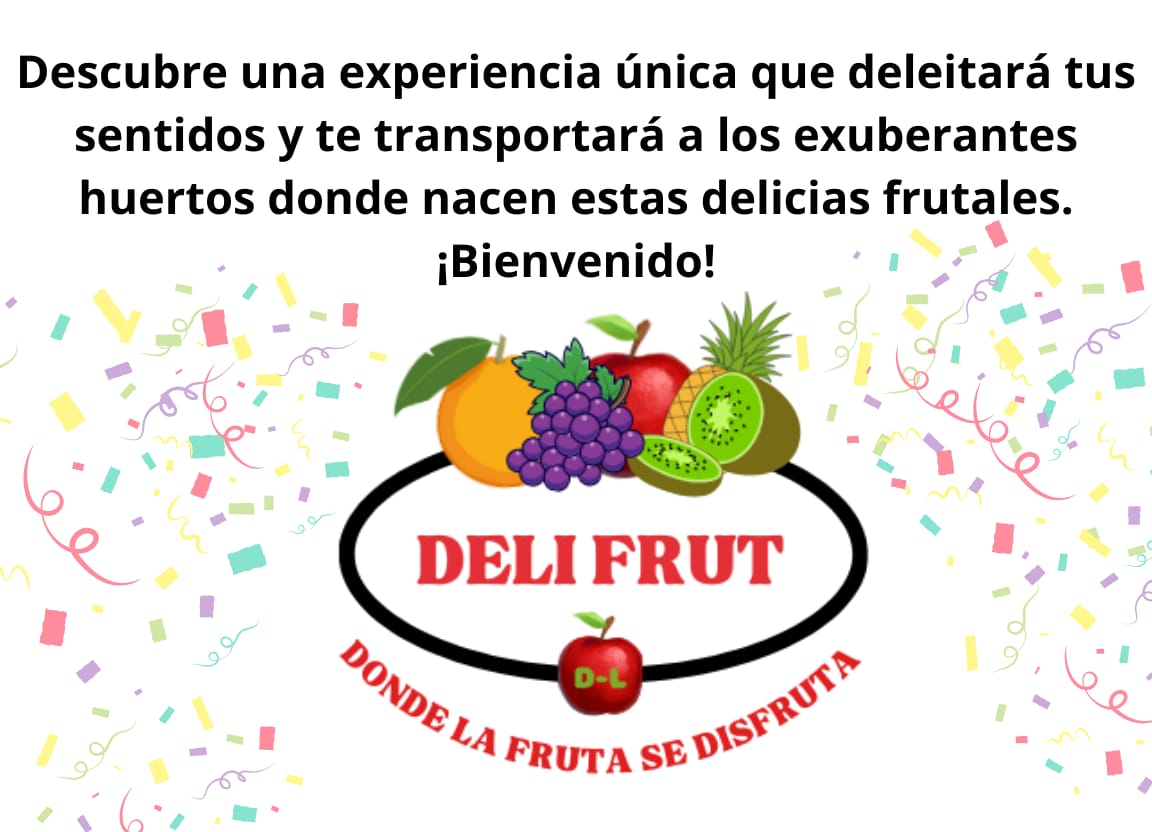 Descubre una experiencia única que deleitará tus
sentidos y te transportará a los exuberantes
huertos donde nacen estas delicias frutales.
¡Bienvenido!
DELI FRUT
D-L
DONDE LA FRUTA SE DISFRUTA